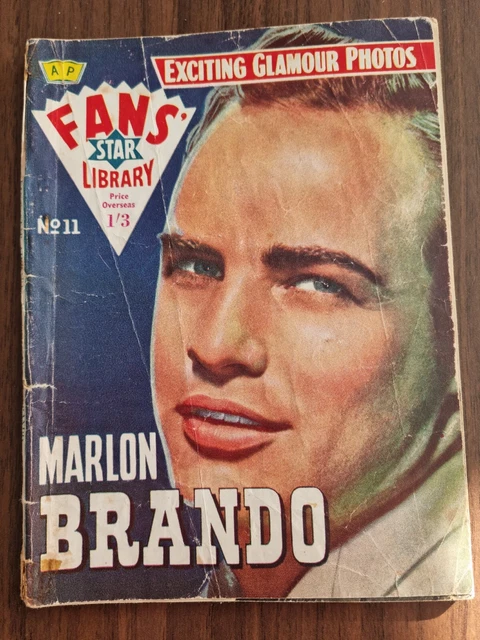 A P
EXCITING GLAMOUR PHOTOS
FANS'
STAR
LIBRARY
Price
Overseas
1/3
No 11
MARLON
BRANDO